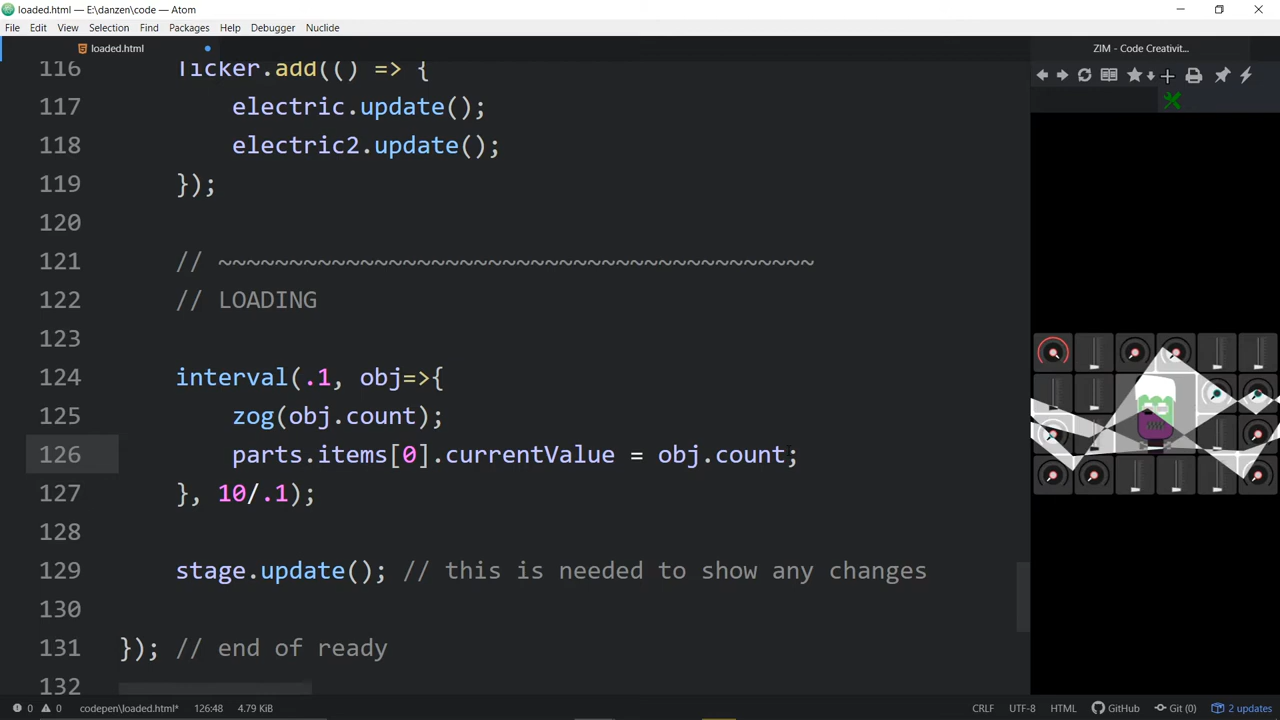 loaded.html — E:\danzen\code — Atom
File Edit View Selection Find Packages Help Debugger Nuclide
loaded.html
ZIM - Code Creativit...
116 Ticker.add(() => {
117 electric.update();
118 electric2.update();
119 });
120
121 // ~~~~~~~~~~~~~~~~~~~~~~~~~~~~~~~~~~~~~~~~~~
122 // LOADING
123
124 interval(.1, obj=>{
125 zog(obj.count);
126 parts.items[0].currentValue = obj.count;
127 }, 10/.1);
128
129 stage.update(); // this is needed to show any changes
130
131 }); // end of ready
132
0 0 codepen\loaded.html* 126:48 4.79 KiB CRLF UTF-8 HTML GitHub Git (0) 2 updates